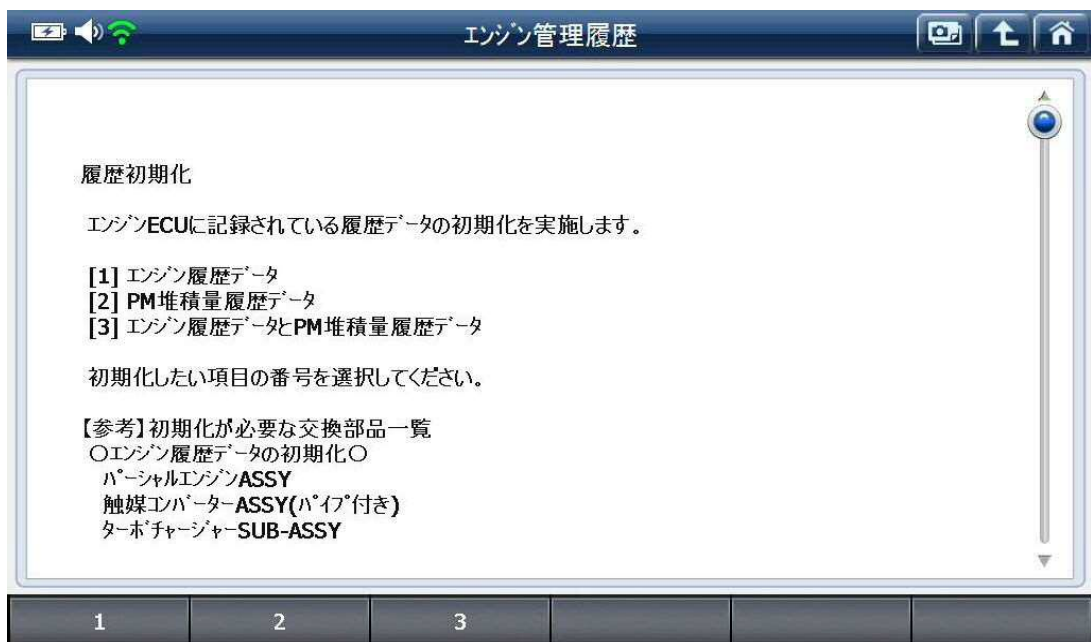 エンジン管理履歴
履歴初期化
エンジンECUに記録されている履歴データの初期化を実施します。
[1] エンジン履歴データ
[2] PM堆積量履歴データ
[3] エンジン履歴データとPM堆積量履歴データ
初期化したい項目の番号を選択してください。
【参考】初期化が必要な交換部品一覧
〇エンジン履歴データの初期化〇
パーシャルエンジンASSY
触媒コンバーターASSY(パイプ付き)
ターボチャージャーSUB-ASSY
1 2 3